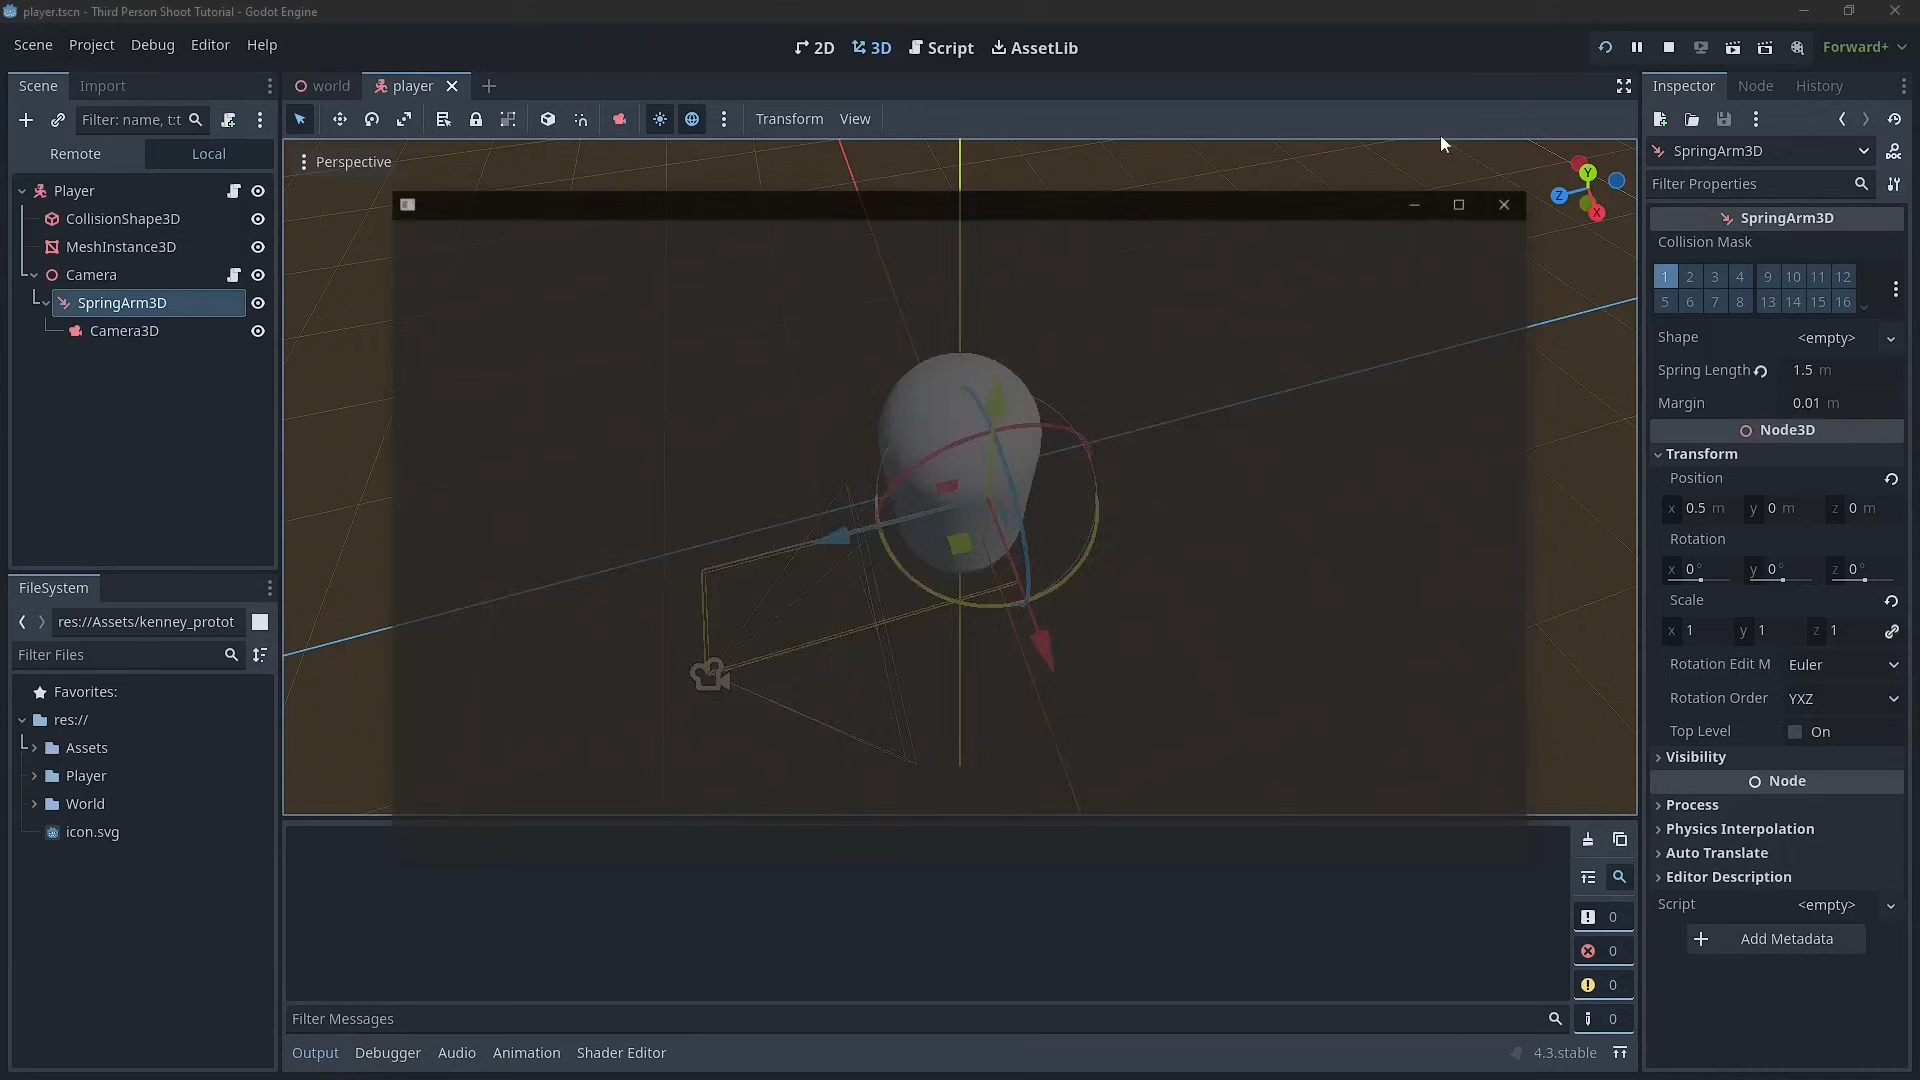 player.tscn - Third Person Shoot Tutorial - Godot Engine
Scene Project Debug Editor Help
2D 3D Script AssetLib
Forward+
Scene Import
world player
Inspector Node History
Filter: name, t:t
Transform View
Remote Local
Perspective
Player
CollisionShape3D
MeshInstance3D
Camera
SpringArm3D
Camera3D
Y
Z
X
SpringArm3D
Filter Properties
SpringArm3D
Collision Mask
1 2 3 4 9 10 11 12
5 6 7 8 13 14 15 16
Shape <empty>
Spring Length 1.5 m
Margin 0.01 m
Node3D
Transform
Position
x 0.5 m y 0 m z 0 m
Rotation
x 0° y 0° z 0°
Scale
x 1 y 1 z 1
Rotation Edit M Euler
Rotation Order YXZ
Top Level On
Visibility
Node
Process
Physics Interpolation
Auto Translate
Editor Description
Script <empty>
Add Metadata
FileSystem
res://Assets/kenney_protot
Filter Files
Favorites:
res://
Assets
Player
World
icon.svg
0
0
0
0
Filter Messages
Output Debugger Audio Animation Shader Editor
4.3.stable